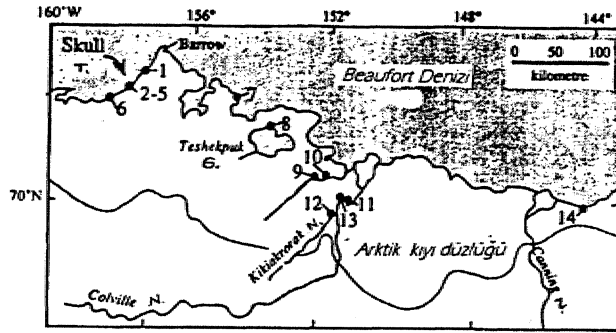 160°W 156° 152° 148° 144°
Skull
T.
Barrow
0 50 100
kilometre
Beaufort Denizi
1
2-5
6
8
Teshekpuk
G.
10
9
70°N
12
11
13
14
Kikiakrorak N.
Arktik kıyı düzlüğü
Canning N.
Colville N.